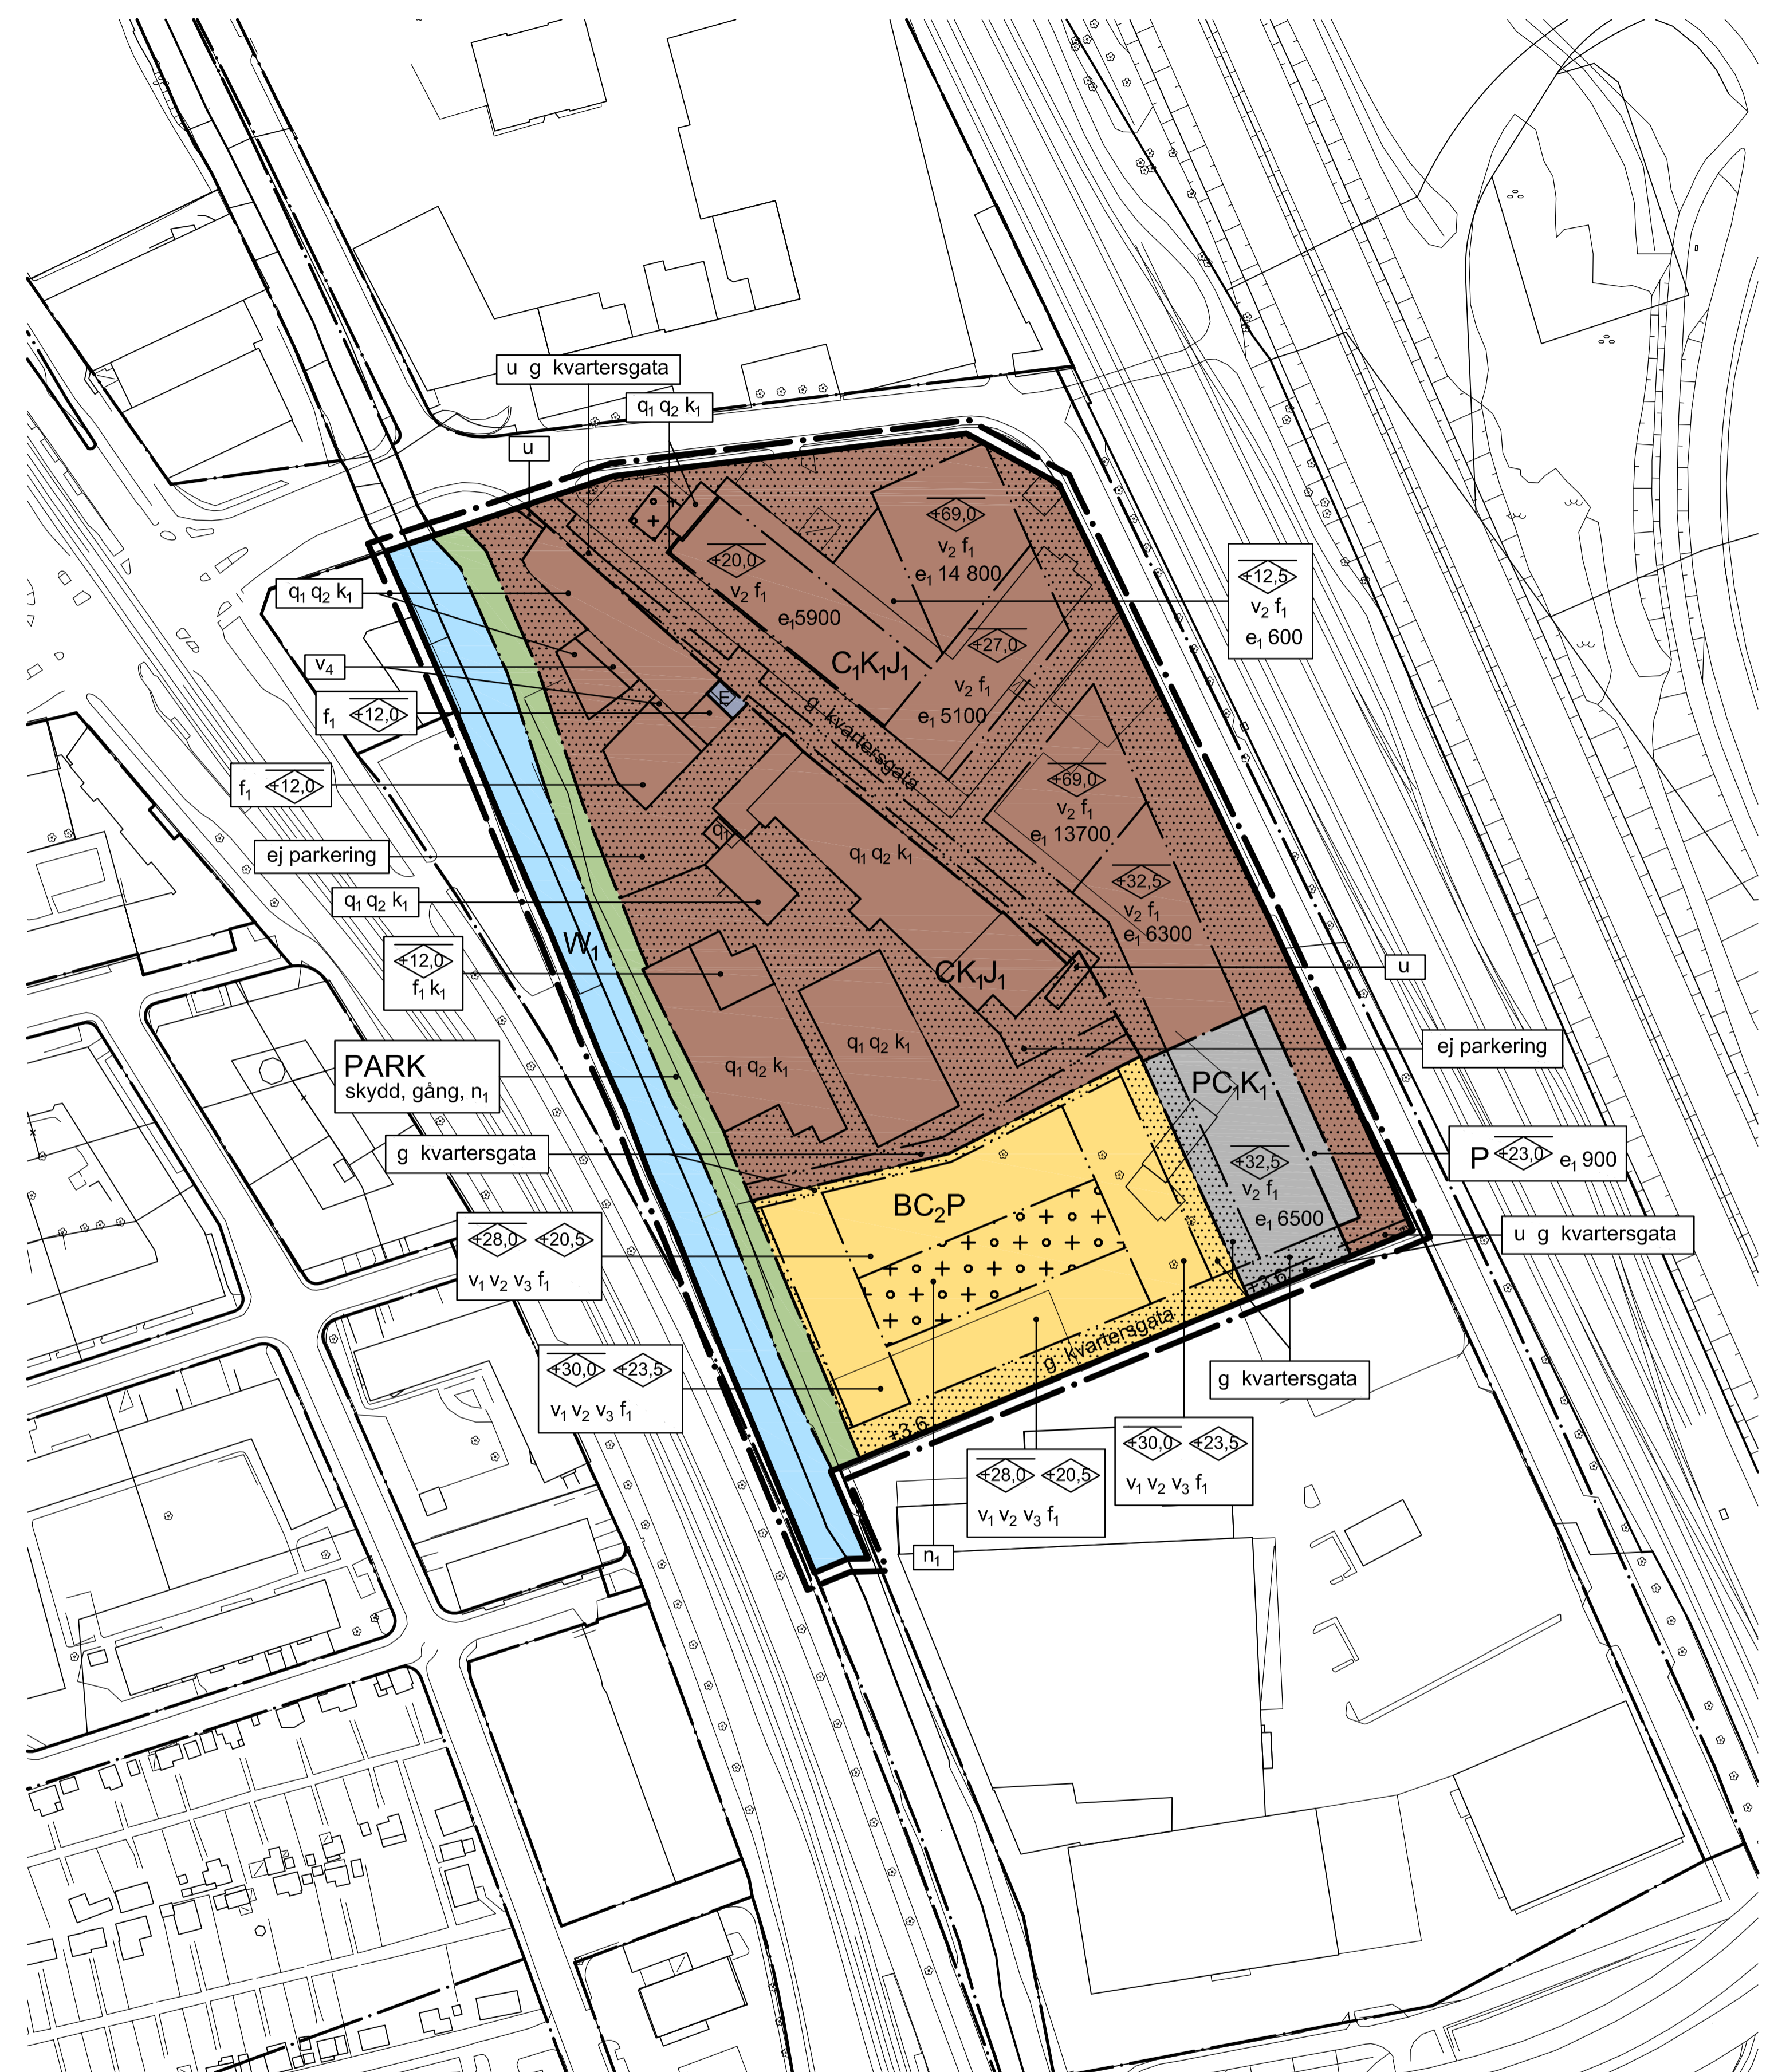 u g kvartersgata
q₁ q₂ k₁
u
+69,0
v₂ f₁
e₁ 14 800
+20,0
v₂ f₁
e₁5900
+12,5
v₂ f₁
e₁ 600
q₁ q₂ k₁
C₁K₁J₁
+27,0
v₂ f₁
e₁ 5100
v₄
f₁ +12,0
E
g kvartersgata
f₁ +12,0
+69,0
v₂ f₁
e₁ 13700
q₁
ej parkering
q₁ q₂ k₁
q₁ q₂ k₁
+32,5
v₂ f₁
e₁ 6300
W₁
+12,0
f₁ k₁
CK₁J₁
u
q₁ q₂ k₁
q₁ q₂ k₁
ej parkering
PARK
skydd, gång, n₁
PC₁K₁
g kvartersgata
+32,5
v₂ f₁
e₁ 6500
P +23,0 e₁ 900
BC₂P
u g kvartersgata
+28,0 +20,5
v₁ v₂ v₃ f₁
+3,6
g kvartersgata
+30,0 +23,5
v₁ v₂ v₃ f₁
g kvartersgata
+3,6
+30,0 +23,5
v₁ v₂ v₃ f₁
+28,0 +20,5
v₁ v₂ v₃ f₁
n₁